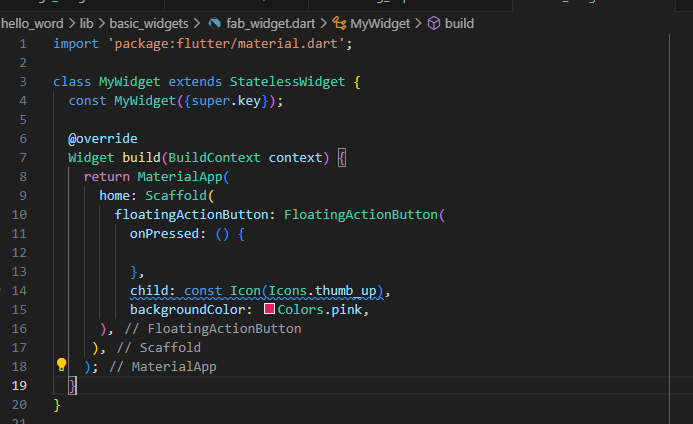 hello_word > lib > basic_widgets > fab_widget.dart > MyWidget > build
1 import 'package:flutter/material.dart';
2
3 class MyWidget extends StatelessWidget {
4 const MyWidget({super.key});
5
6 @override
7 Widget build(BuildContext context) {
8 return MaterialApp(
9 home: Scaffold(
10 floatingActionButton: FloatingActionButton(
11 onPressed: () {
12
13 },
14 child: const Icon(Icons.thumb_up),
15 backgroundColor: Colors.pink,
16 ), // FloatingActionButton
17 ), // Scaffold
18 ); // MaterialApp
19 }
20 }
21